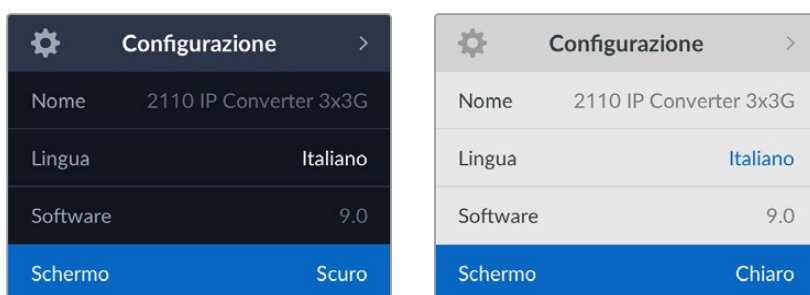 Configurazione
Nome 2110 IP Converter 3x3G
Lingua Italiano
Software 9.0
Schermo Scuro
Configurazione
Nome 2110 IP Converter 3x3G
Lingua Italiano
Software 9.0
Schermo Chiaro